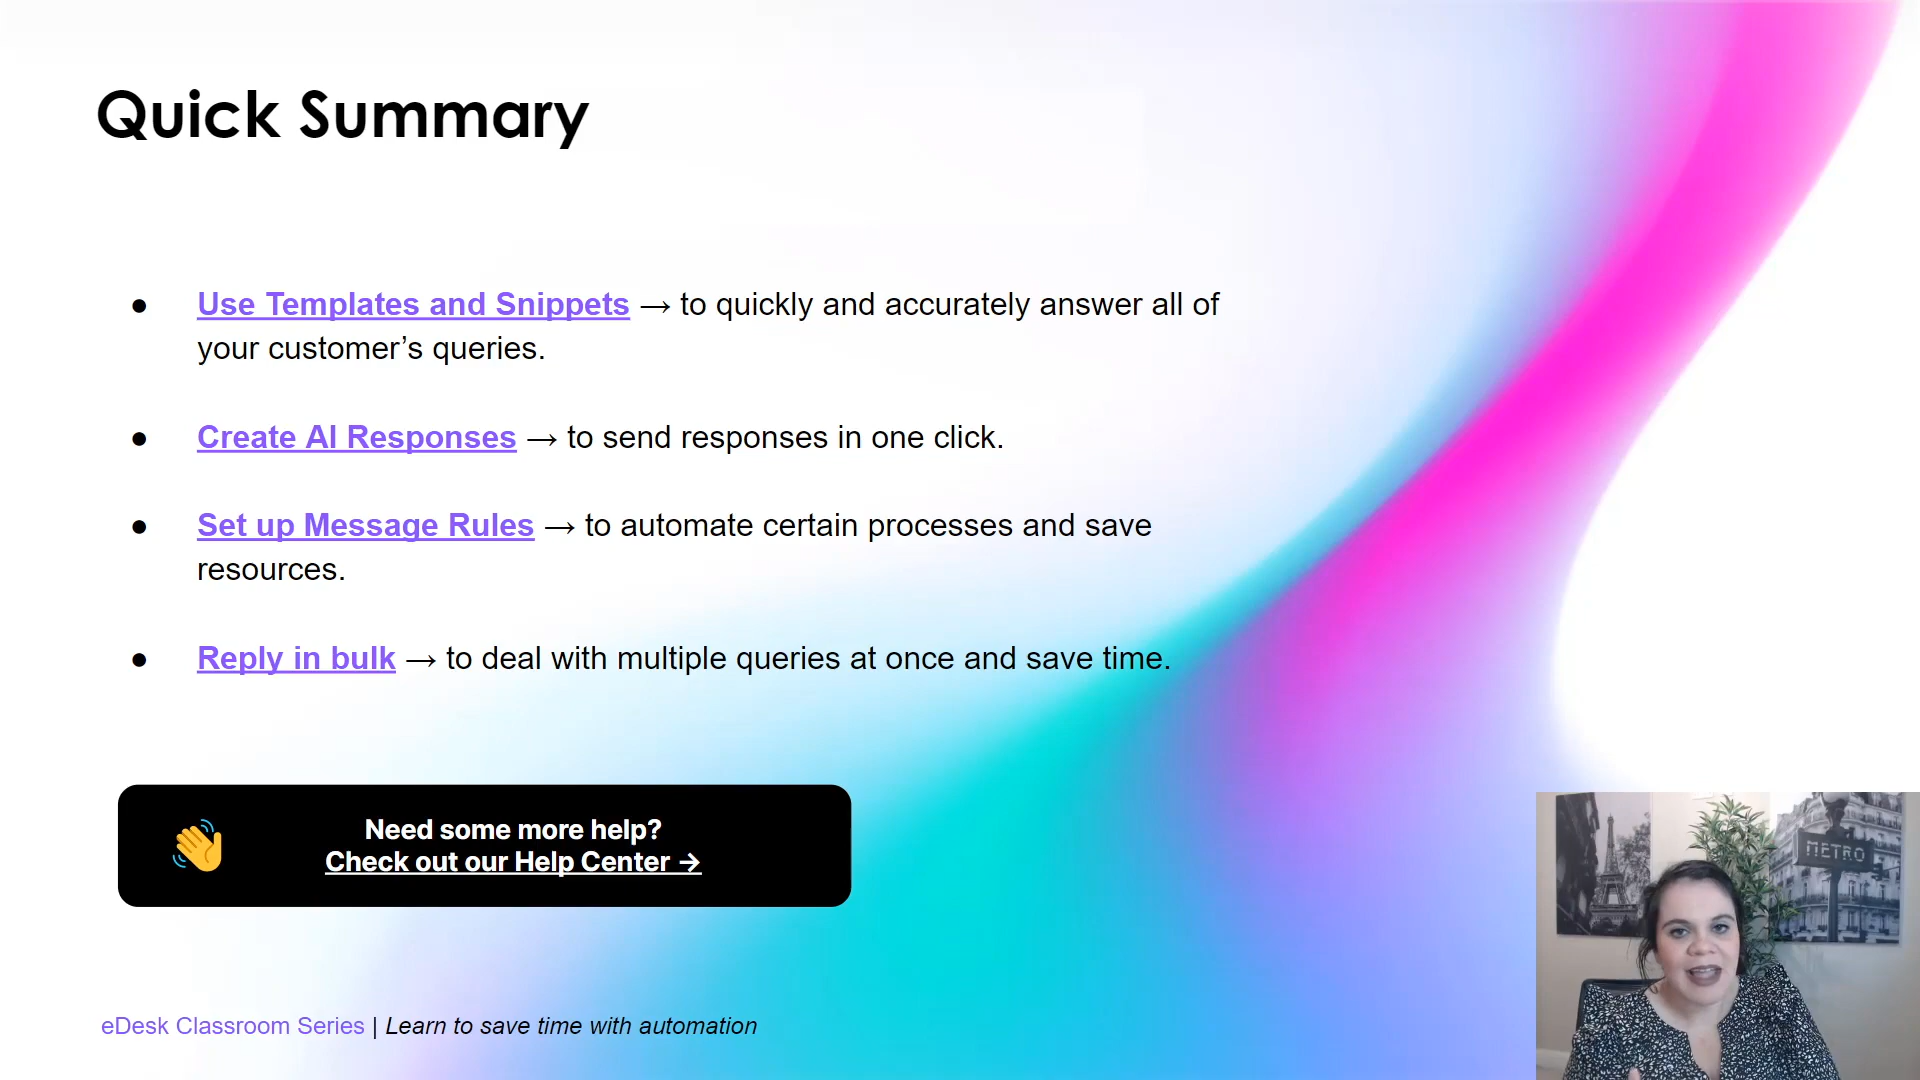 Quick Summary
● Use Templates and Snippets → to quickly and accurately answer all of
your customer’s queries.
● Create AI Responses → to send responses in one click.
● Set up Message Rules → to automate certain processes and save
resources.
● Reply in bulk → to deal with multiple queries at once and save time.
Need some more help?
Check out our Help Center →
METRO
eDesk Classroom Series | Learn to save time with automation